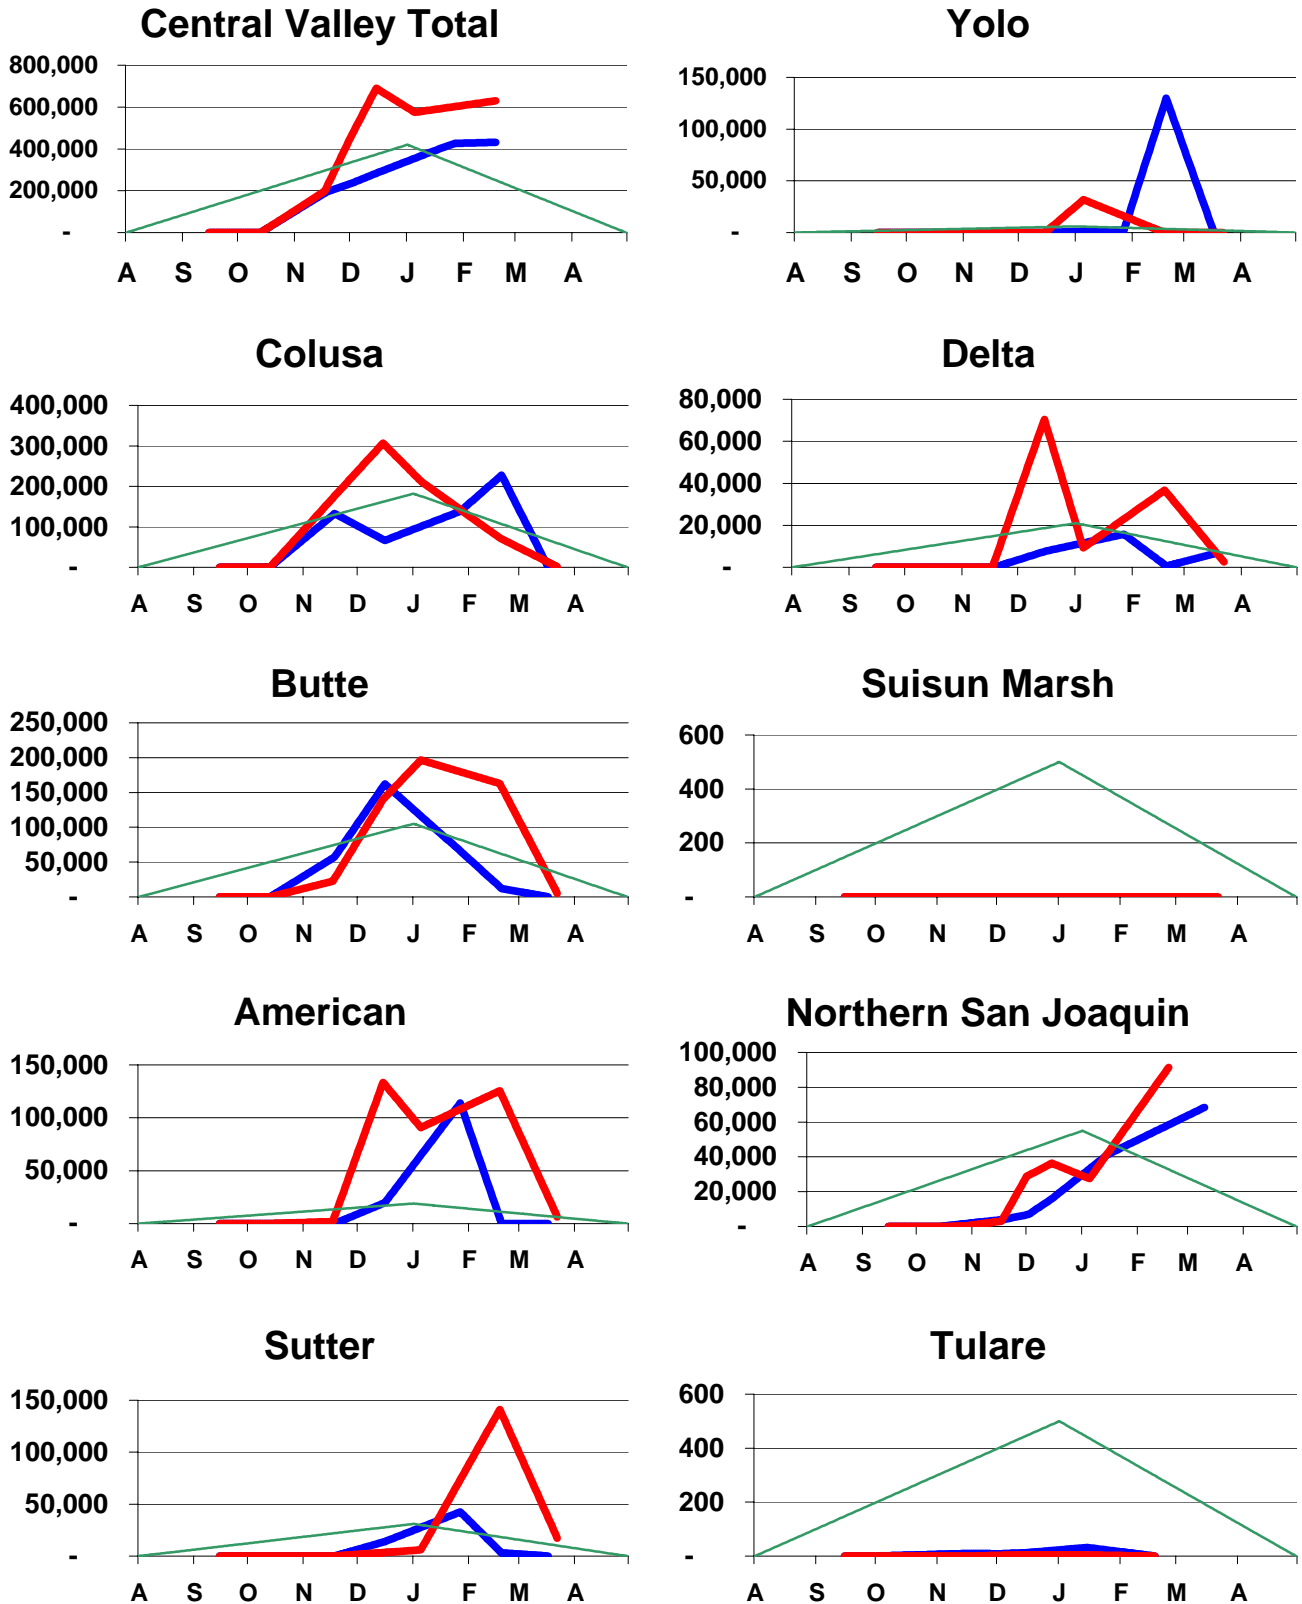 Central Valley Total
800,000
600,000
400,000
200,000
-
A S O N D J F M A
Yolo
150,000
100,000
50,000
-
A S O N D J F M A
Colusa
400,000
300,000
200,000
100,000
-
A S O N D J F M A
Delta
80,000
60,000
40,000
20,000
-
A S O N D J F M A
Butte
250,000
200,000
150,000
100,000
50,000
-
A S O N D J F M A
Suisun Marsh
600
400
200
-
A S O N D J F M A
American
150,000
100,000
50,000
-
A S O N D J F M A
Northern San Joaquin
100,000
80,000
60,000
40,000
20,000
-
A S O N D J F M A
Sutter
150,000
100,000
50,000
-
A S O N D J F M A
Tulare
600
400
200
-
A S O N D J F M A